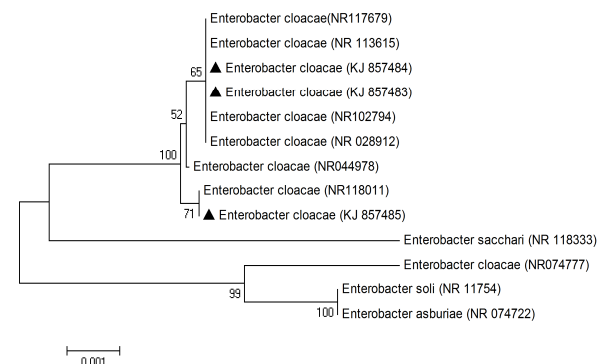 Enterobacter cloacae(NR117679)
Enterobacter cloacae (NR 113615)
65
▲ Enterobacter cloacae (KJ 857484)
▲ Enterobacter cloacae (KJ 857483)
52
Enterobacter cloacae (NR102794)
Enterobacter cloacae (NR 028912)
100
Enterobacter cloacae (NR044978)
Enterobacter cloacae (NR118011)
71
▲ Enterobacter cloacae (KJ 857485)
Enterobacter sacchari (NR 118333)
Enterobacter cloacae (NR074777)
99
Enterobacter soli (NR 11754)
100
Enterobacter asburiae (NR 074722)
0.001